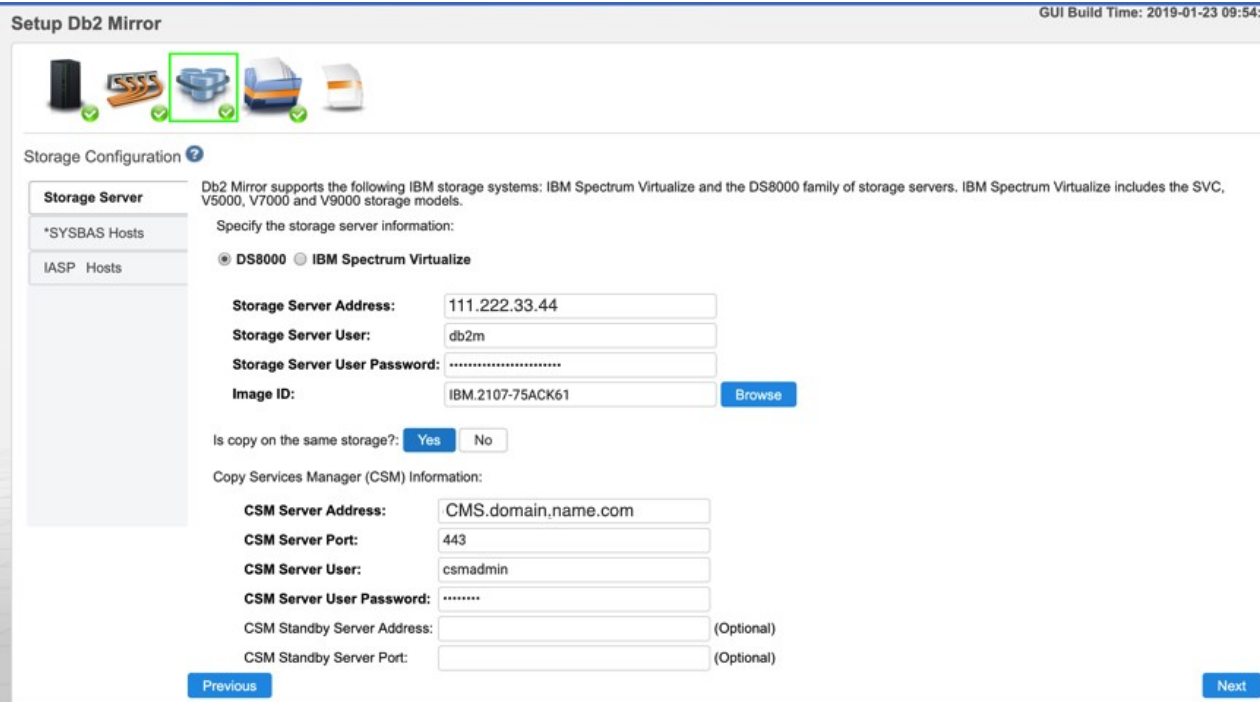 GUI Build Time: 2019-01-23 09:54:
Setup Db2 Mirror
Storage Configuration ?
Storage Server
*SYSBAS Hosts
IASP Hosts
Db2 Mirror supports the following IBM storage systems: IBM Spectrum Virtualize and the DS8000 family of storage servers. IBM Spectrum Virtualize includes the SVC,
V5000, V7000 and V9000 storage models.
Specify the storage server information:
DS8000 IBM Spectrum Virtualize
Storage Server Address: 111.222.33.44
Storage Server User: db2m
Storage Server User Password: ························
Image ID: IBM.2107-75ACK61 Browse
Is copy on the same storage?: Yes No
Copy Services Manager (CSM) Information:
CSM Server Address: CMS.domain,name.com
CSM Server Port: 443
CSM Server User: csmadmin
CSM Server User Password: ········
CSM Standby Server Address: (Optional)
CSM Standby Server Port: (Optional)
Previous Next